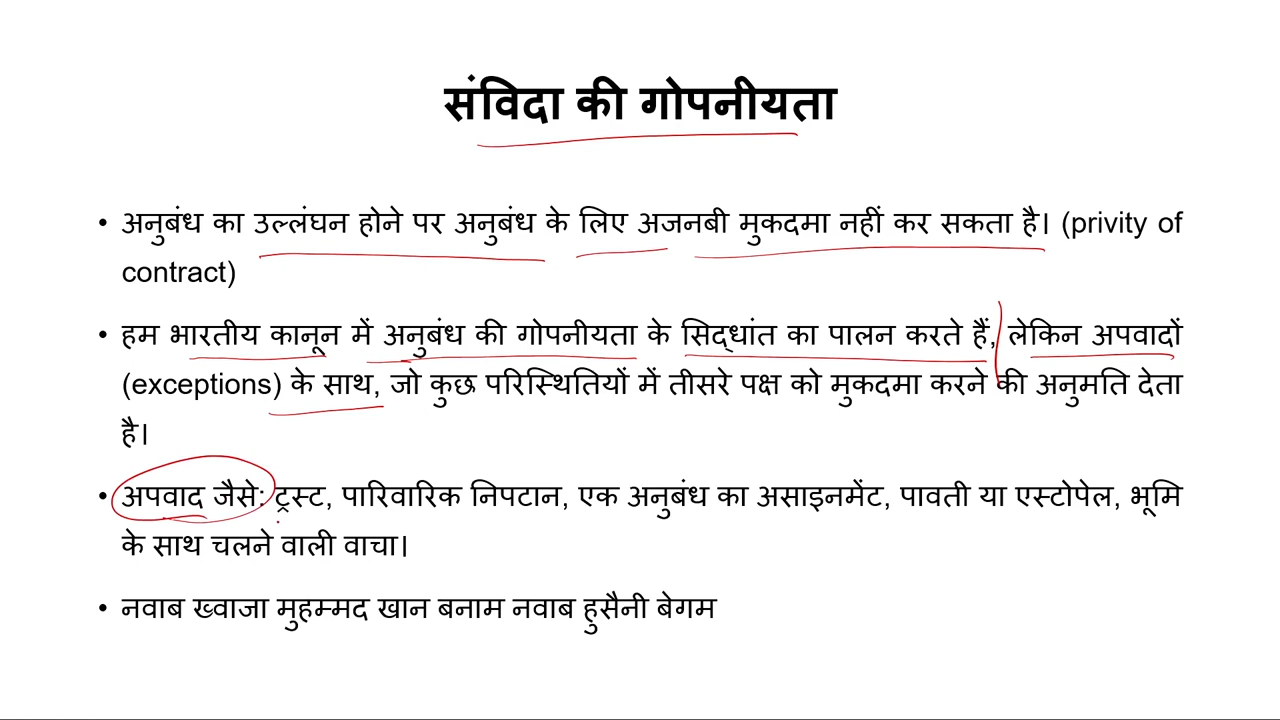 संविदा की गोपनीयता
• अनुबंध का उल्लंघन होने पर अनुबंध के लिए अजनबी मुकदमा नहीं कर सकता है। (privity of
contract)
• हम भारतीय कानून में अनुबंध की गोपनीयता के सिद्धांत का पालन करते हैं, लेकिन अपवादों
(exceptions) के साथ, जो कुछ परिस्थितियों में तीसरे पक्ष को मुकदमा करने की अनुमति देता
है।
• अपवाद जैसे: ट्रस्ट, पारिवारिक निपटान, एक अनुबंध का असाइनमेंट, पावती या एस्टोपेल, भूमि
के साथ चलने वाली वाचा।
• नवाब ख्वाजा मुहम्मद खान बनाम नवाब हुसैनी बेगम